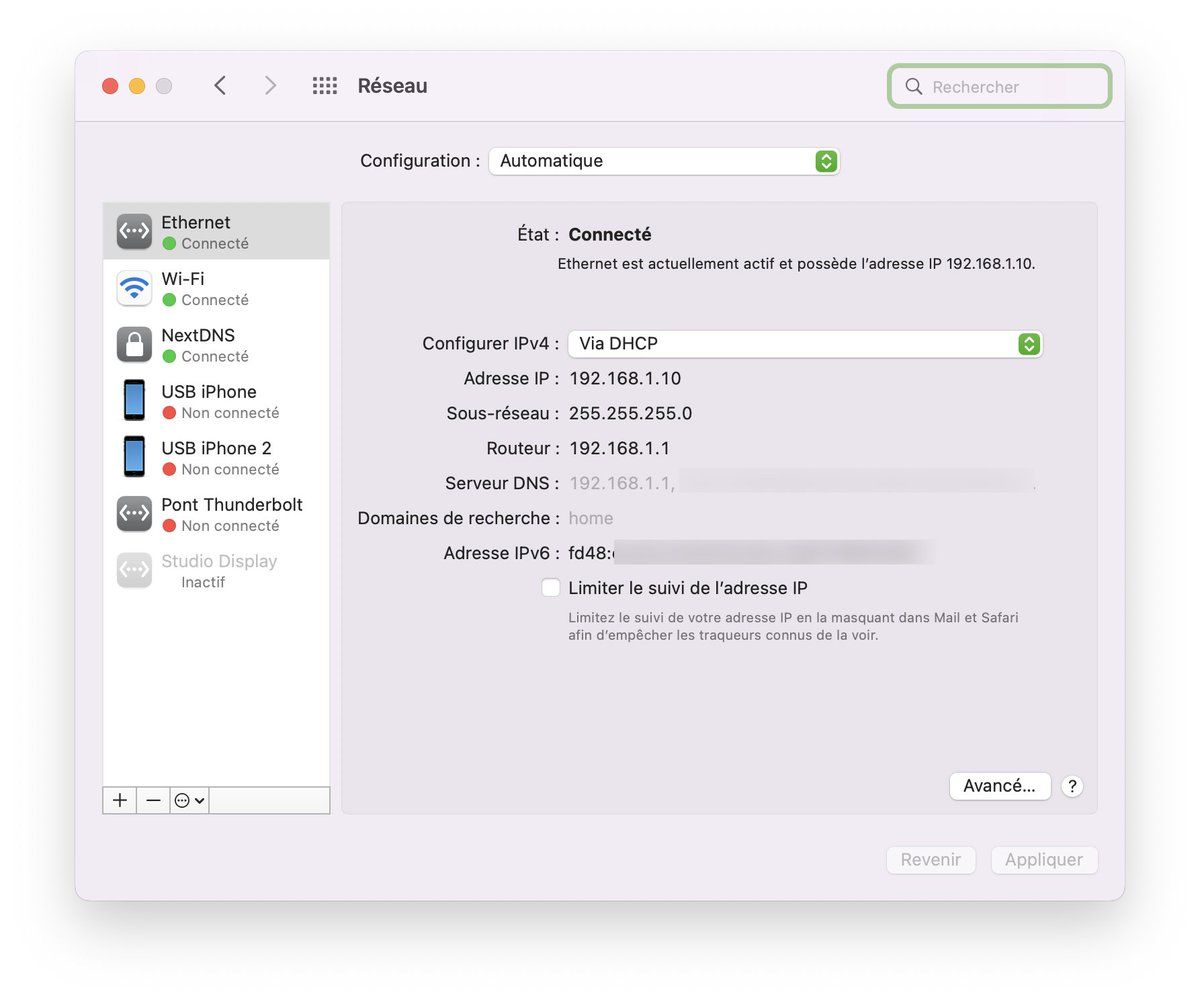 Réseau
Rechercher
Configuration : Automatique
Ethernet
Connecté
Wi-Fi
Connecté
NextDNS
Connecté
USB iPhone
Non connecté
USB iPhone 2
Non connecté
Pont Thunderbolt
Non connecté
Studio Display
Inactif
État : Connecté
Ethernet est actuellement actif et possède l’adresse IP 192.168.1.10.
Configurer IPv4 : Via DHCP
Adresse IP : 192.168.1.10
Sous-réseau : 255.255.255.0
Routeur : 192.168.1.1
Serveur DNS : 192.168.1.1,
Domaines de recherche : home
Adresse IPv6 : fd48:
Limiter le suivi de l’adresse IP
Limitez le suivi de votre adresse IP en la masquant dans Mail et Safari
afin d’empêcher les traqueurs connus de la voir.
Avancé... ?
Revenir Appliquer